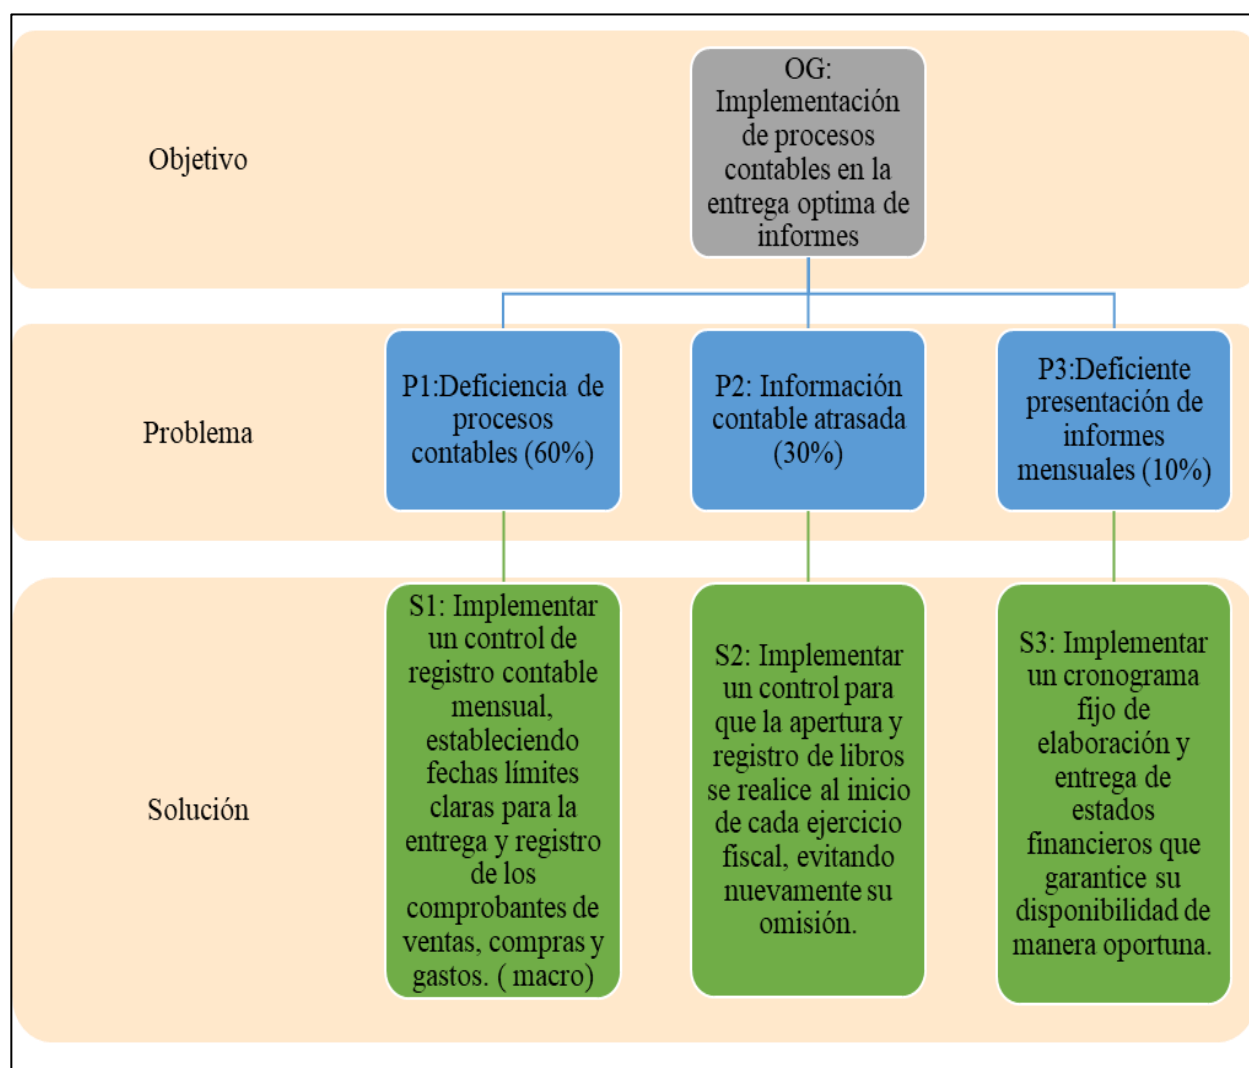 Objetivo
OG:
Implementación
de procesos
contables en la
entrega optima de
informes
Problema
P1:Deficiencia de
procesos
contables (60%)
P2: Información
contable atrasada
(30%)
P3:Deficiente
presentación de
informes
mensuales (10%)
Solución
S1: Implementar
un control de
registro contable
mensual,
estableciendo
fechas límites
claras para la
entrega y registro
de los
comprobantes de
ventas, compras y
gastos. ( macro)
S2: Implementar
un control para
que la apertura y
registro de libros
se realice al inicio
de cada ejercicio
fiscal, evitando
nuevamente su
omisión.
S3: Implementar
un cronograma
fijo de
elaboración y
entrega de
estados
financieros que
garantice su
disponibilidad de
manera oportuna.